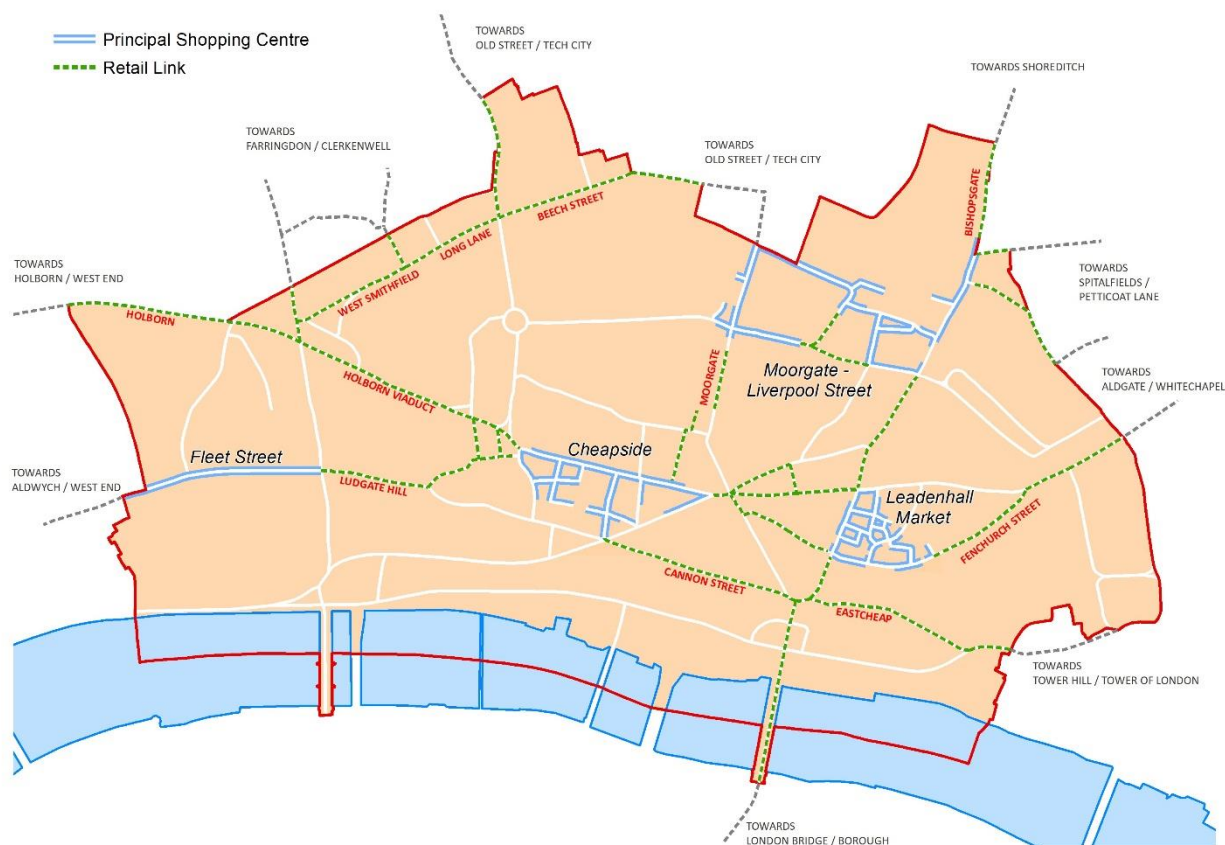 Principal Shopping Centre
Retail Link
TOWARDS
OLD STREET / TECH CITY
TOWARDS SHOREDITCH
TOWARDS
FARRINGDON / CLERKENWELL
TOWARDS
OLD STREET / TECH CITY
BISHOPSGATE
BEECH STREET
LONG LANE
WEST SMITHFIELD
TOWARDS
HOLBORN / WEST END
TOWARDS
SPITALFIELDS /
PETTICOAT LANE
HOLBORN
HOLBORN VIADUCT
MOORGATE
Moorgate -
Liverpool Street
TOWARDS
ALDGATE / WHITECHAPEL
Fleet Street
Cheapside
TOWARDS
ALDWYCH / WEST END
LUDGATE HILL
Leadenhall
Market
FENCHURCH STREET
CANNON STREET
EASTCHEAP
TOWARDS
TOWER HILL / TOWER OF LONDON
TOWARDS
LONDON BRIDGE / BOROUGH